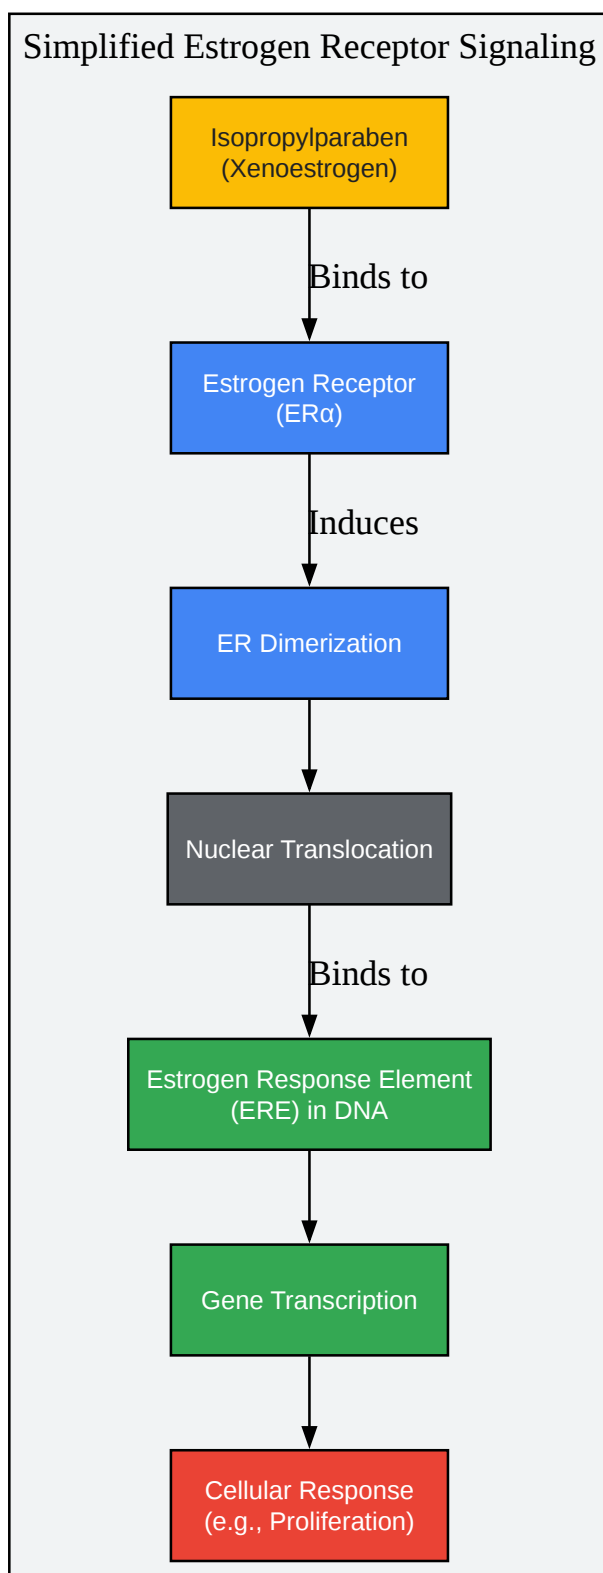 Simplified Estrogen Receptor Signaling
Isopropylparaben
(Xenoestrogen)
Binds to
Estrogen Receptor
(ERα)
Induces
ER Dimerization
Nuclear Translocation
Binds to
Estrogen Response Element
(ERE) in DNA
Gene Transcription
Cellular Response
(e.g., Proliferation)